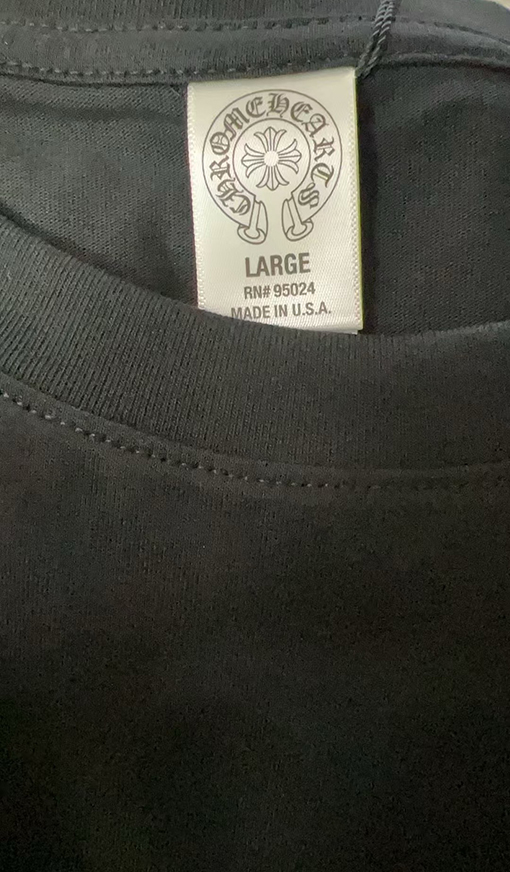 CHROME HEARTS
LARGE
RN# 95024
MADE IN U.S.A.